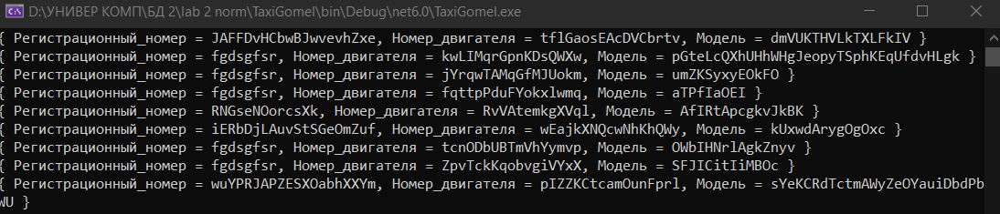 D:\УНИВЕР КОМП\БД 2\lab 2 norm\TaxiGomel\bin\Debug\net6.0\TaxiGomel.exe
{ Регистрационный_номер = JAFFDvHCbwBJwvevhZxe, Номер_двигателя = tflGaosEAcDVCbrtv, Модель = dmVUKTHVLkTXLFkIV }
{ Регистрационный_номер = fgdsgfsr, Номер_двигателя = kwLIMqrGpnKDsQWXw, Модель = pGteLcQXhUHhWHgJeopyTSphKEqUfdvHLgk }
{ Регистрационный_номер = fgdsgfsr, Номер_двигателя = jYrqwTAMqGfMJUokm, Модель = umZKSyxyEOkFO }
{ Регистрационный_номер = fgdsgfsr, Номер_двигателя = fqttpPduFYokxlwmq, Модель = aTPfIaOEI }
{ Регистрационный_номер = RNGseNOorcsXk, Номер_двигателя = RvVAtemkgXVql, Модель = AfIRtApcgkvJkBK }
{ Регистрационный_номер = iERbDjLAuvStSGeOmZuf, Номер_двигателя = wEajkXNQcwNhKhQWy, Модель = kUxwdArygOgOxc }
{ Регистрационный_номер = fgdsgfsr, Номер_двигателя = tcnODbUBTmVhYymvp, Модель = OWbIHNrlAgkZnyv }
{ Регистрационный_номер = fgdsgfsr, Номер_двигателя = ZpvTckKqobvgiVYxX, Модель = SFJICitIiMBOc }
{ Регистрационный_номер = wuYPRJAPZESXOabhXXYm, Номер_двигателя = pIZZKCtcamOunFprl, Модель = sYeKCRdTctmAWyZeOYauiDbdPb
WU }